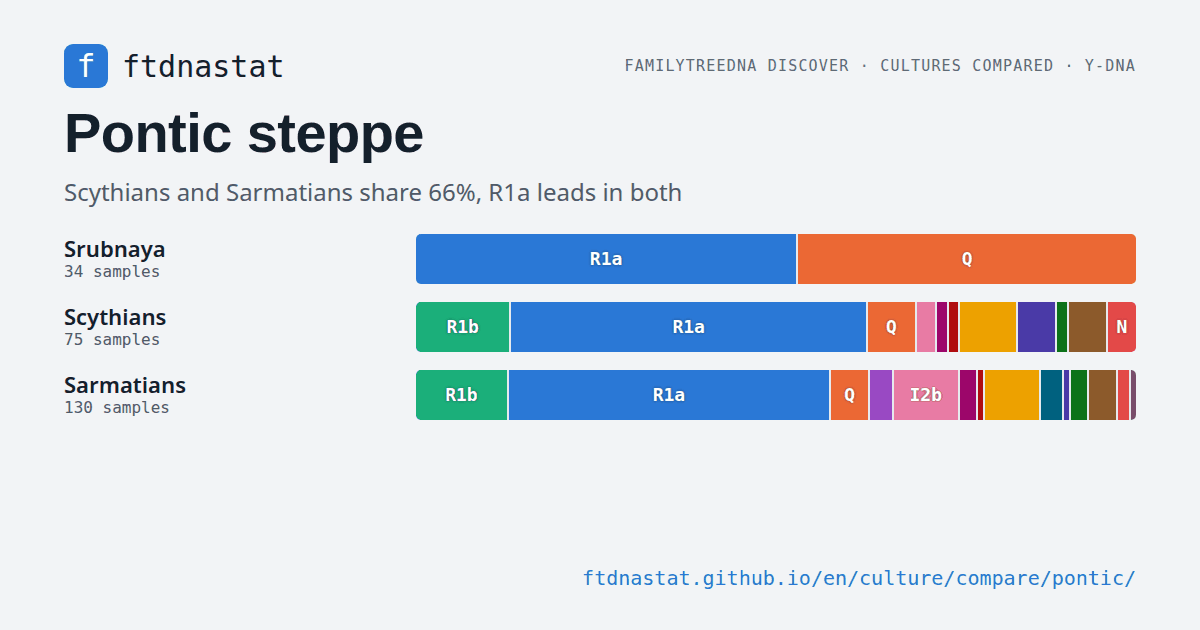 f ftdnastat
FAMILYTREEDNA DISCOVER · CULTURES COMPARED · Y-DNA
Pontic steppe
Scythians and Sarmatians share 66%, R1a leads in both
Srubnaya
34 samples
R1a Q
Scythians
75 samples
R1b R1a Q N
Sarmatians
130 samples
R1b R1a Q I2b
ftdnastat.github.io/en/culture/compare/pontic/